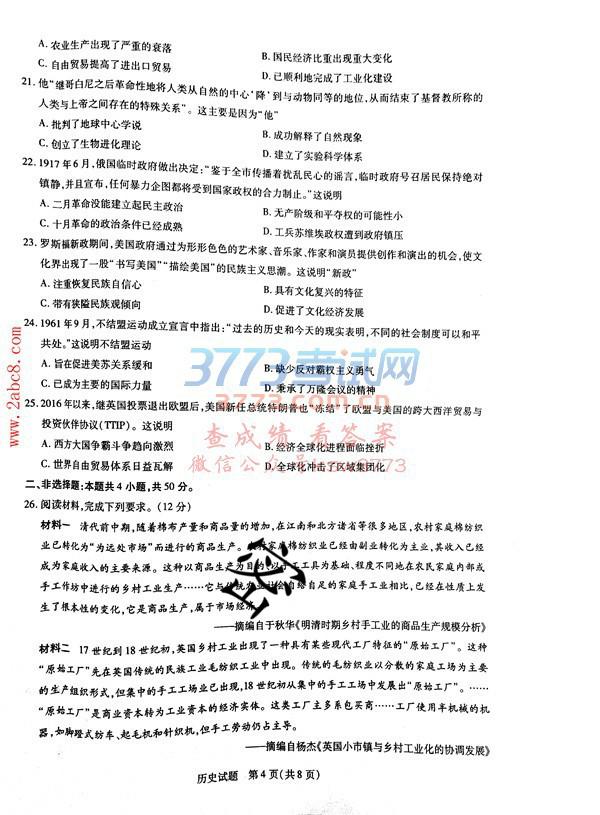 A. 农业生产出现了严重的衰落 B. 国民经济比重出现重大变化
C. 自由贸易提高了进出口贸易 D. 已顺利地完成了工业化建设
21. 他“继哥白尼之后革命性地将人类从自然的中心‘降’到与动物同等的地位,从而结束了基督教所称的
人类与上帝之间存在的特殊关系”。这主要是因为“他”
A. 批判了地球中心学说 B. 成功解释了自然现象
C. 创立了生物进化理论 D. 建立了实验科学体系
22. 1917年6月,俄国临时政府做出决定:“鉴于全市传播着扰乱民心的谣言,临时政府号召居民保持绝对
镇静,并且宣布,任何暴力企图都将受到国家政权的合力制止。”这说明
A. 二月革命没能建立起民主政治 B. 无产阶级和平夺权的可能性小
C. 十月革命的政治条件已经成熟 D. 工兵苏维埃政权遭到政府镇压
23. 罗斯福新政期间,美国政府通过为形形色色的艺术家、音乐家、作家和演员提供创作和演出的机会,使文
化界出现了一股“书写美国”“描绘美国”的民族主义思潮。这说明“新政”
A. 注重恢复民族自信心 B. 具有文化复兴的特征
C. 带有狭隘民族观倾向 D. 促进了文化经济发展
24. 1961年9月,不结盟运动成立宣言中指出:“过去的历史和今天的现实表明,不同的社会制度可以和平
共处。”这说明不结盟运动
A. 旨在促进美苏关系缓和 B. 缺少反对霸权主义勇气
C. 已成为主要的国际力量 D. 秉承了万隆会议的精神
25. 2016年以来,继英国投票退出欧盟后,美国新任总统特朗普也“冻结”了欧盟与美国的跨大西洋贸易与
投资伙伴协议(TTIP)。这说明
A. 西方大国争霸斗争趋向激烈 B. 经济全球化进程面临挫折
C. 世界自由贸易体系日益瓦解 D. 全球化冲击了区域集团化
二、非选择题:本题共4小题,共50分。
26. 阅读材料,完成下列要求。(12分)
材料一 清代前中期,随着棉布产量和商品量的增加,在江南和北方诸省等很多地区,农村家庭棉纺织
业已转化为“为远处市场”而进行的商品生产。农村家庭棉纺织业已经由副业转化为主业,其收入已经
成为家庭收入的主要来源。这种以商品生产为目的、以手工工具为基础、程度不同地在农民家庭内部或
手工作坊中进行的乡村工业生产……它与传统农业社会自给自足的家庭手工业相比,已经在性质上发
生了根本性的变化,它是商品生产,属于市场经济。
——摘编自于秋华《明清时期乡村手工业的商品生产规模分析》
材料二 17世纪到18世纪初,英国乡村工业出现了一种具有某些现代工厂特征的“原始工厂”。这种
“原始工厂”先在英国传统的民族工业毛纺织工业中出现。传统的毛纺织业以分散的家庭工场为主要
的生产组织形式,但集中的手工工场业已出现,18世纪初从集中的手工工场中发展出“原始工厂”。……
“原始工厂”是商业资本转为工业资本的经济实体。这类工厂主多系包买商……工厂使用半机械的机
器,如脚蹬式纺车、起毛机和针织机,但手工劳动仍占主导。
——摘编自杨杰《英国小市镇与乡村工业化的协调发展》
历史试题 第4页(共8页)
www.2abc8.com
3773考试网
3773.com.cn
查成绩 看答案